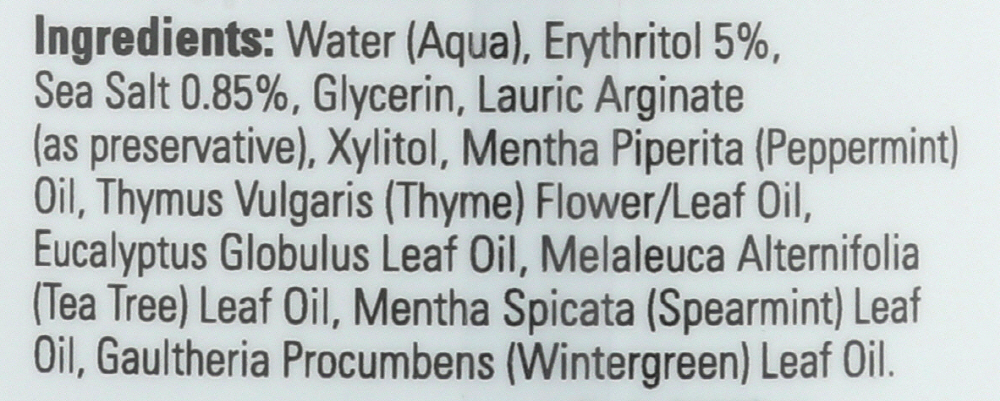 Ingredients: Water (Aqua), Erythritol 5%,
Sea Salt 0.85%, Glycerin, Lauric Arginate
(as preservative), Xylitol, Mentha Piperita (Peppermint)
Oil, Thymus Vulgaris (Thyme) Flower/Leaf Oil,
Eucalyptus Globulus Leaf Oil, Melaleuca Alternifolia
(Tea Tree) Leaf Oil, Mentha Spicata (Spearmint) Leaf
Oil, Gaultheria Procumbens (Wintergreen) Leaf Oil.